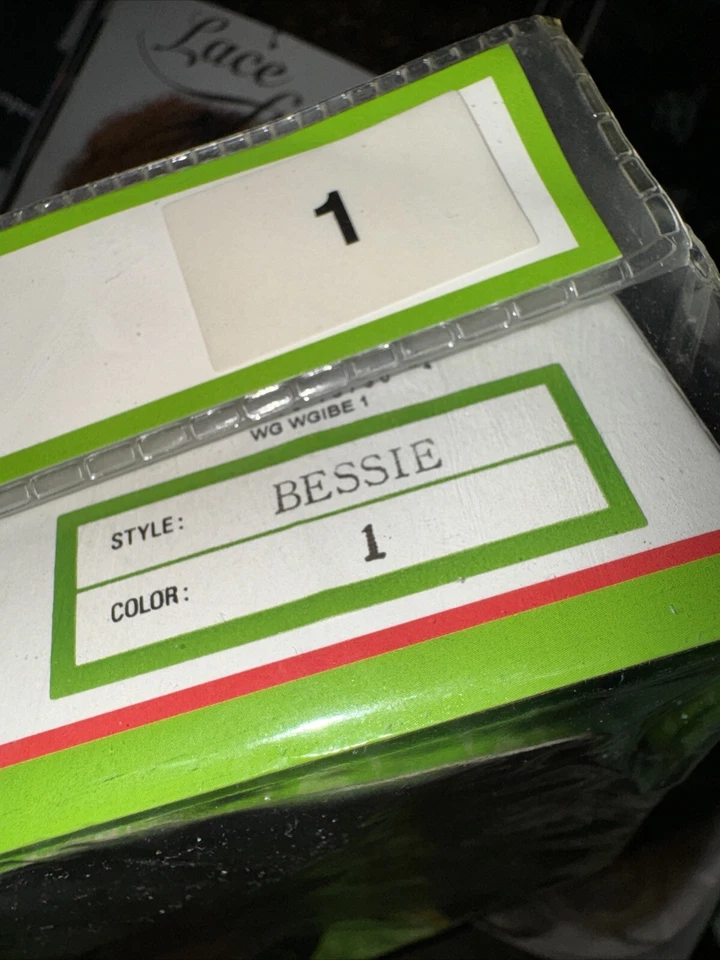 Lace
1
WG WGIBE 1
STYLE: BESSIE
COLOR: 1